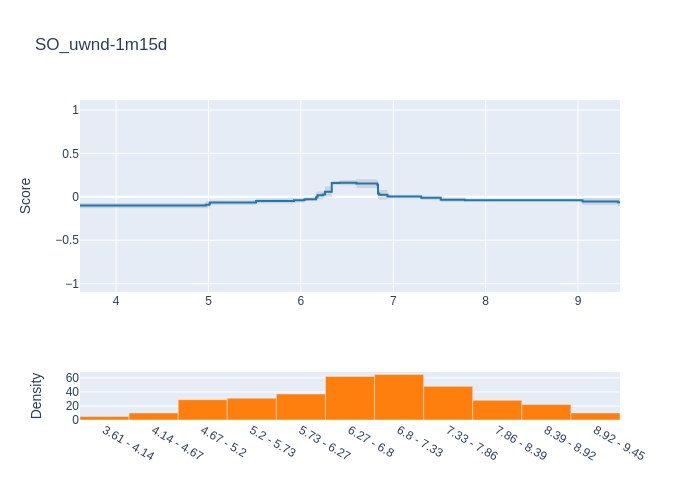 SO_uwnd-1m15d
Score
1
0.5
0
−0.5
−1
4
5
6
7
8
9
Density
60
40
20
0
3.61 - 4.14
4.14 - 4.67
4.67 - 5.2
5.2 - 5.73
5.73 - 6.27
6.27 - 6.8
6.8 - 7.33
7.33 - 7.86
7.86 - 8.39
8.39 - 8.92
8.92 - 9.45